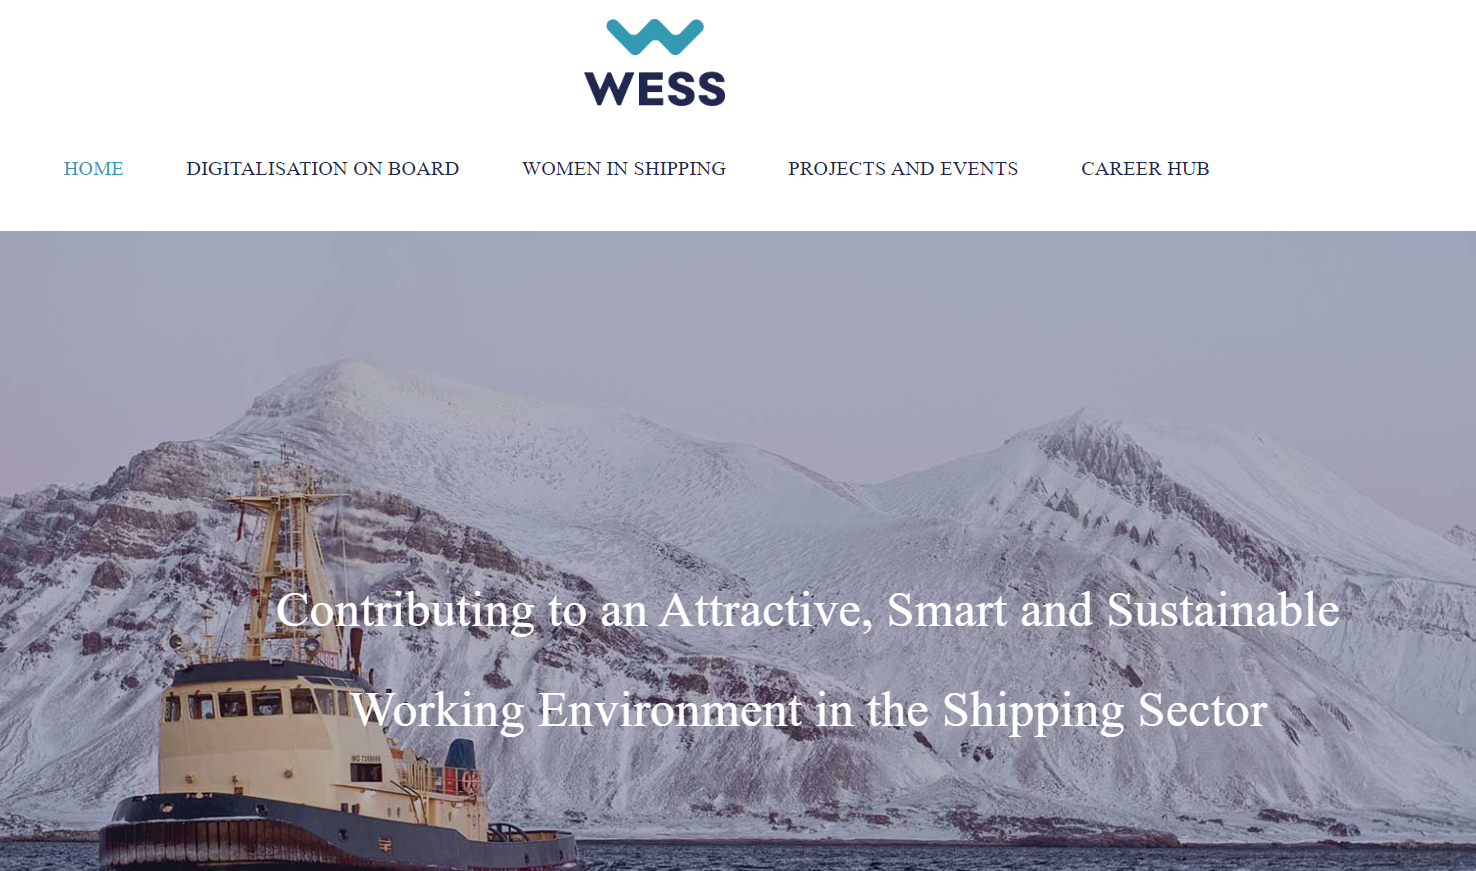 WESS
HOME DIGITALISATION ON BOARD WOMEN IN SHIPPING PROJECTS AND EVENTS CAREER HUB
Contributing to an Attractive, Smart and Sustainable
Working Environment in the Shipping Sector